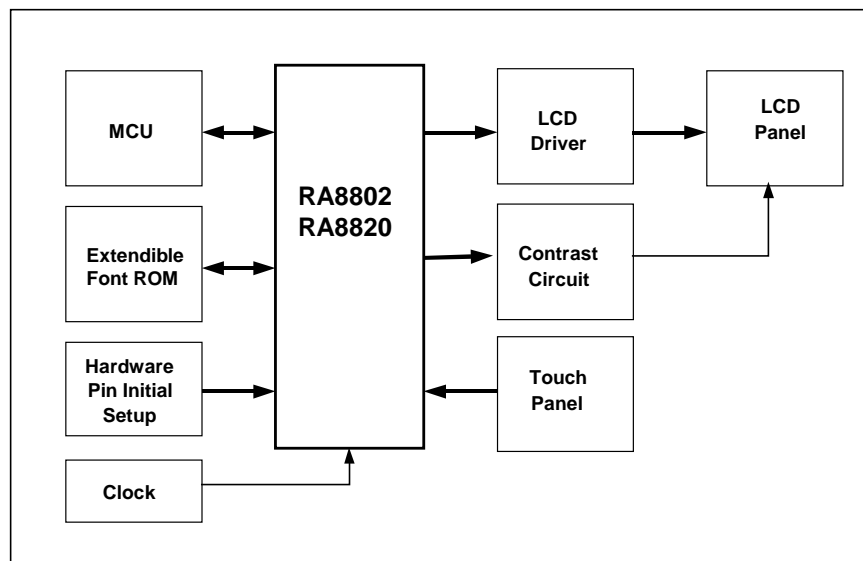 MCU
Extendible
Font ROM
Hardware
Pin Initial
Setup
Clock
RA8802
RA8820
LCD
Driver
Contrast
Circuit
Touch
Panel
LCD
Panel